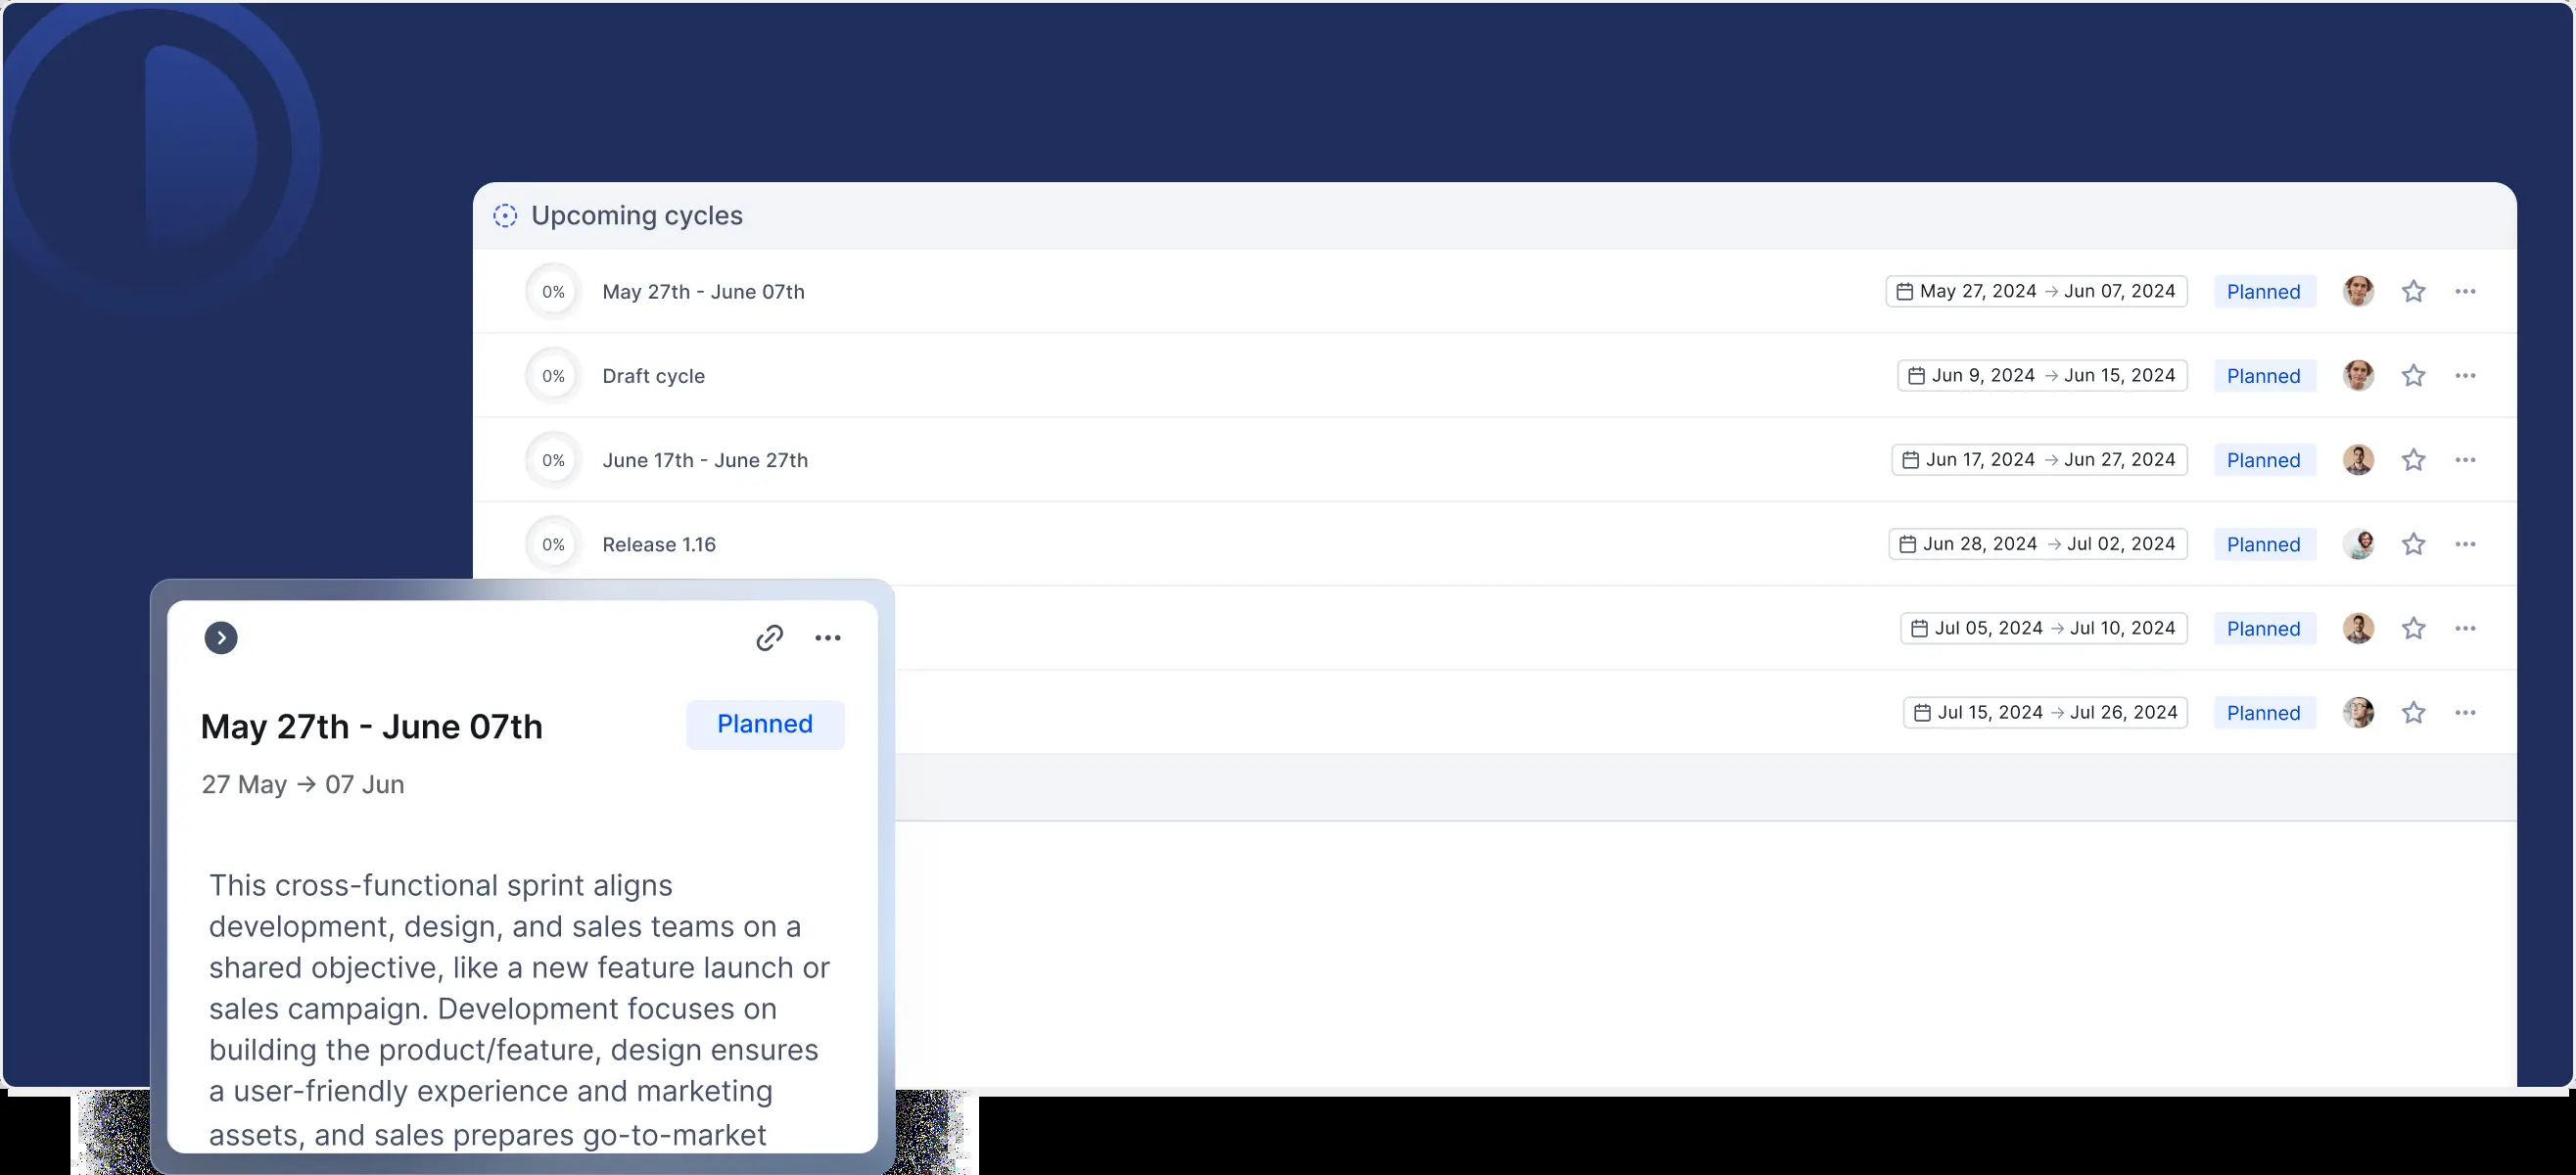 Upcoming cycles
0% May 27th - June 07th May 27, 2024 → Jun 07, 2024 Planned
0% Draft cycle Jun 9, 2024 → Jun 15, 2024 Planned
0% June 17th - June 27th Jun 17, 2024 → Jun 27, 2024 Planned
0% Release 1.16 Jun 28, 2024 → Jul 02, 2024 Planned
Jul 05, 2024 → Jul 10, 2024 Planned
Jul 15, 2024 → Jul 26, 2024 Planned
May 27th - June 07th Planned
27 May → 07 Jun
This cross-functional sprint aligns
development, design, and sales teams on a
shared objective, like a new feature launch or
sales campaign. Development focuses on
building the product/feature, design ensures
a user-friendly experience and marketing
assets, and sales prepares go-to-market